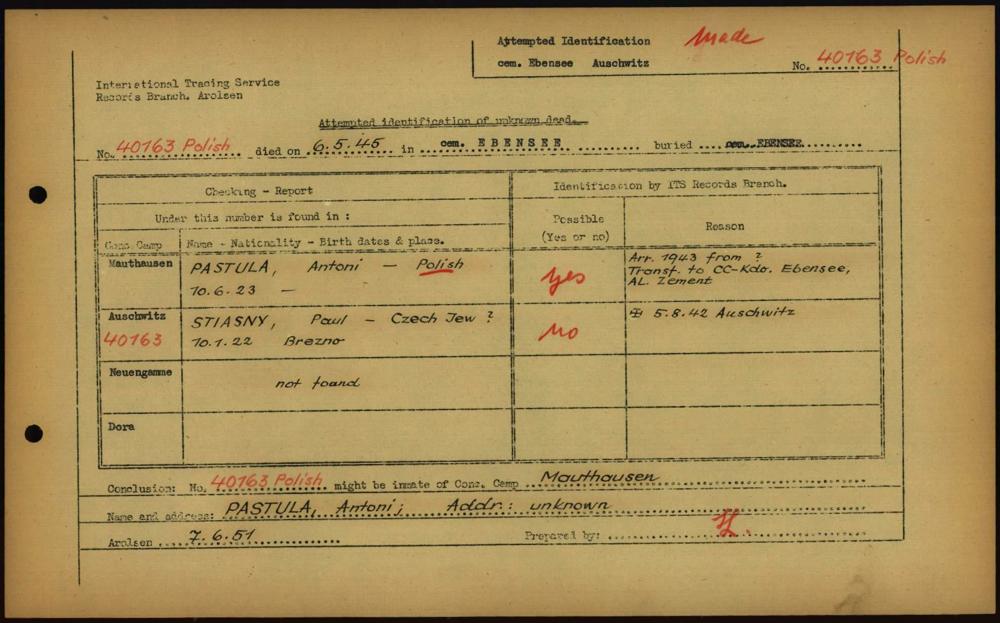 Attempted Identification made
cem. Ebensee Auschwitz
No. 40163 Polish
International Tracing Service
Records Branch. Arolsen
Attempted identification of unknown dead.
No. 40163 Polish died on 6.5.45 in cem. EBENSEE buried cem. EBENSEE
Checking - Report
Identification by ITS Records Branch.
Under this number is found in :
Possible
(Yes or no)
Reason
Conc. Camp Name - Nationality - Birth dates & place.
Mauthausen PASTULA, Antoni - Polish
10.6.23 -
yes
Arr. 1943 from ?
Transf. to CC-Kdo. Ebensee,
AL. Zement
Auschwitz
40163
STIASNY, Paul - Czech Jew ?
10.1.22 Brezno
no
5.8.42 Auschwitz
Neuengamme
not found
Dora
Conclusion: No. 40163 Polish might be inmate of Conc. Camp Mauthausen
Name and address: PASTULA, Antoni; Addr.: unknown
Arolsen 7.6.51 Prepared by: